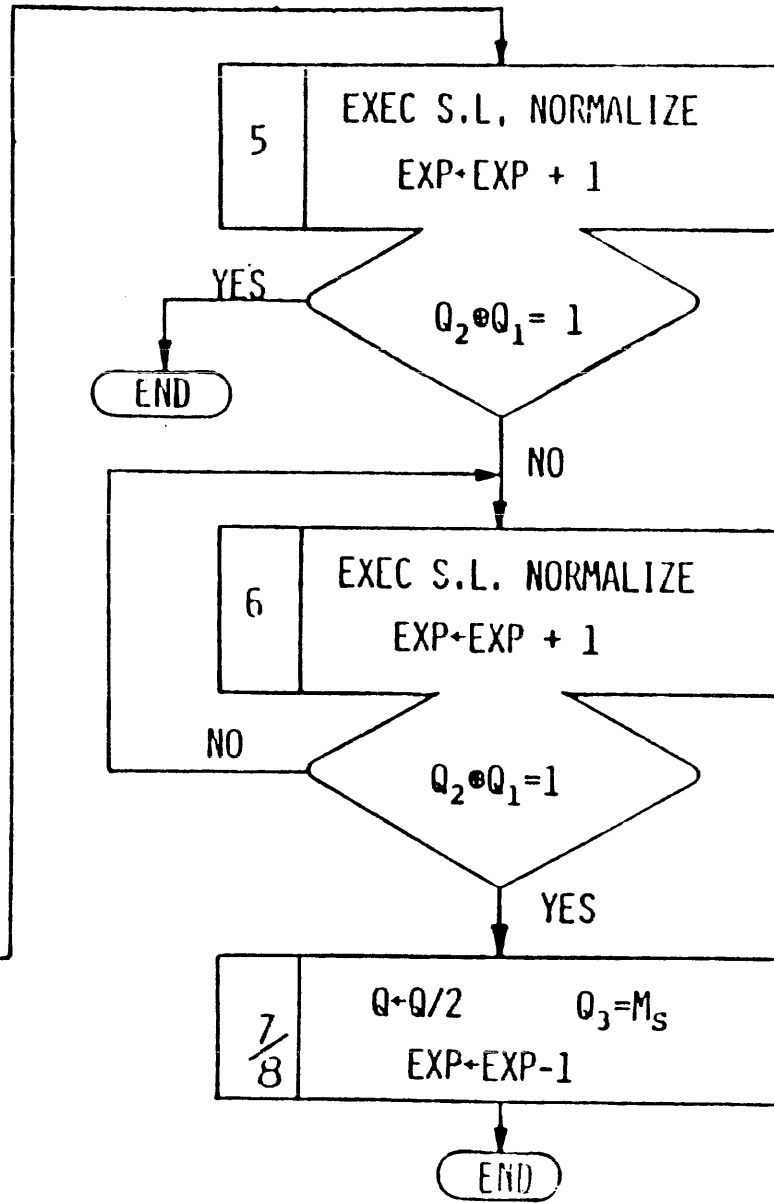 5
EXEC S.L. NORMALIZE
EXP←EXP + 1
YES
Q₂⊕Q₁= 1
END
NO
6
EXEC S.L. NORMALIZE
EXP←EXP + 1
NO
Q₂⊕Q₁=1
YES
7/8
Q←Q/2 Q₃=M_S
EXP←EXP-1
END